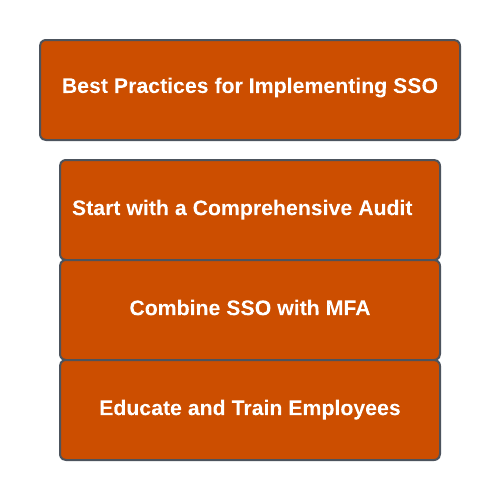 Best Practices for Implementing SSO
Start with a Comprehensive Audit
Combine SSO with MFA
Educate and Train Employees